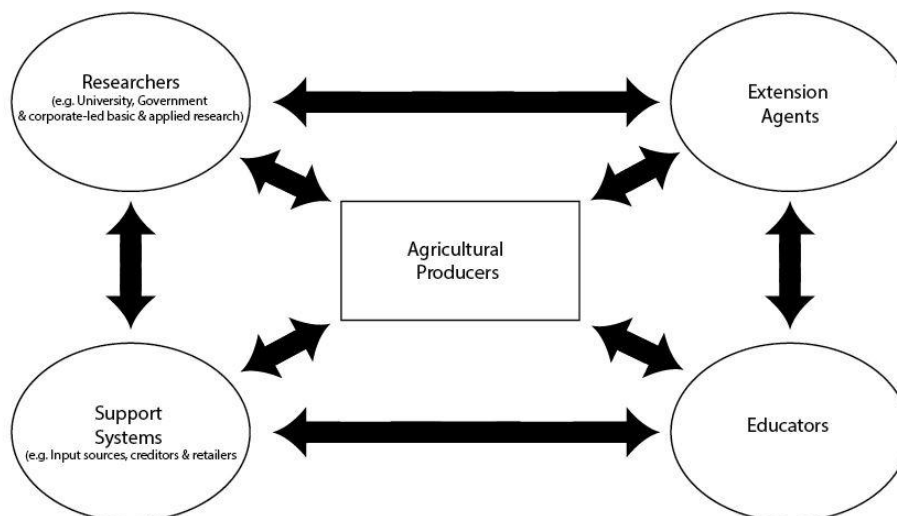 Researchers
(e.g. University, Government
& corporate-led basic & applied research)
Extension
Agents
Agricultural
Producers
Support
Systems
(e.g. Input sources, creditors & retailers
Educators